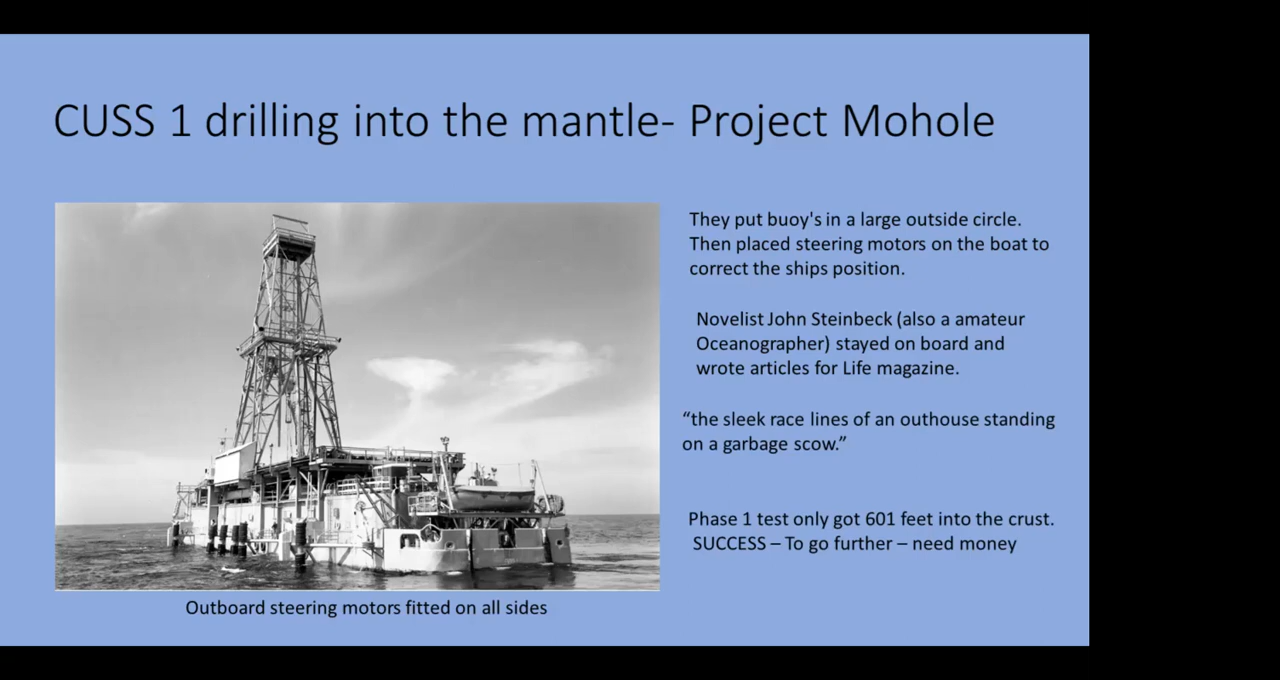 CUSS 1 drilling into the mantle- Project Mohole
They put buoy's in a large outside circle.
Then placed steering motors on the boat to
correct the ships position.
Novelist John Steinbeck (also a amateur
Oceanographer) stayed on board and
wrote articles for Life magazine.
“the sleek race lines of an outhouse standing
on a garbage scow.”
Phase 1 test only got 601 feet into the crust.
SUCCESS – To go further – need money
Outboard steering motors fitted on all sides